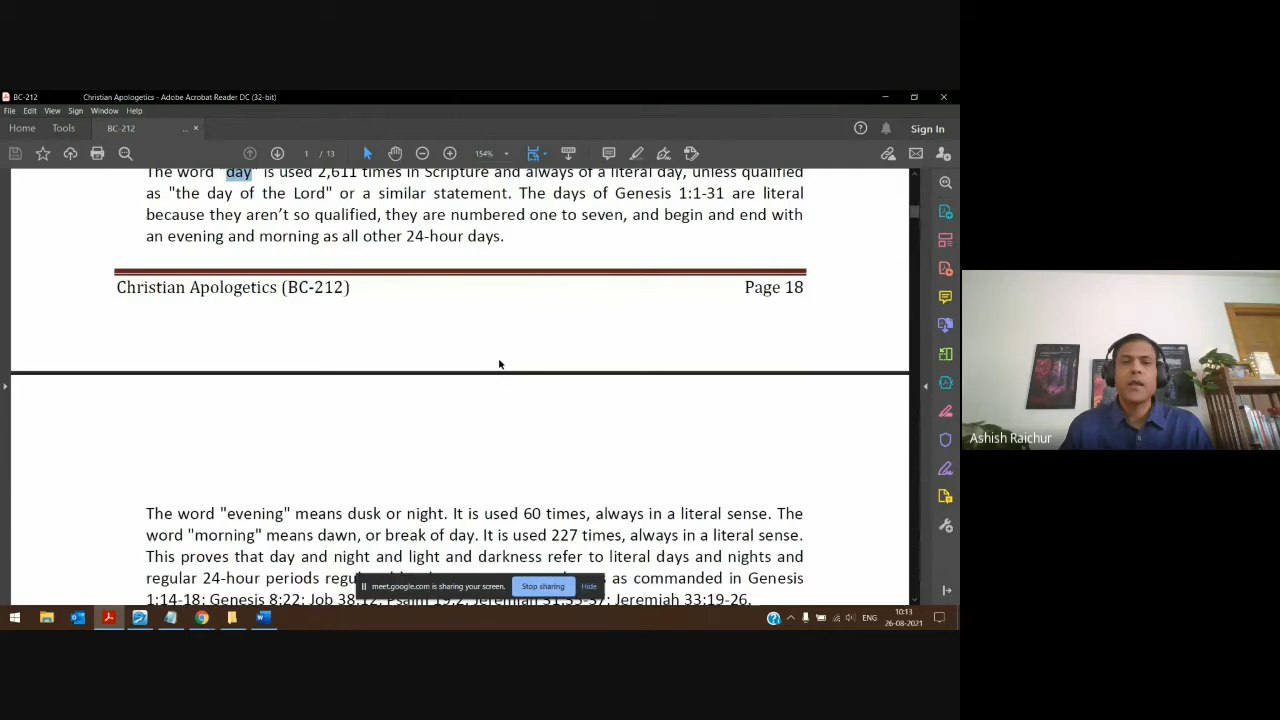 BC-212 Christian Apologetics - Adobe Acrobat Reader DC (32-bit)
File Edit View Sign Window Help
Home Tools BC-212 ... × Sign In
1 / 13 154%
The word "day" is used 2,611 times in Scripture and always of a literal day, unless qualified
as "the day of the Lord" or a similar statement. The days of Genesis 1:1-31 are literal
because they aren't so qualified, they are numbered one to seven, and begin and end with
an evening and morning as all other 24-hour days.
Christian Apologetics (BC-212) Page 18
The word "evening" means dusk or night. It is used 60 times, always in a literal sense. The
word "morning" means dawn, or break of day. It is used 227 times, always in a literal sense.
This proves that day and night and light and darkness refer to literal days and nights and
regular 24-hour periods as commanded in Genesis
1:14-18; Genesis 8:22; Job 38:12, Psalm 19:2, Jeremiah Jeremiah 33:19-26.
meet.google.com is sharing your screen. Stop sharing Hide
ENG 10:13
26-08-2021
Ashish Raichur